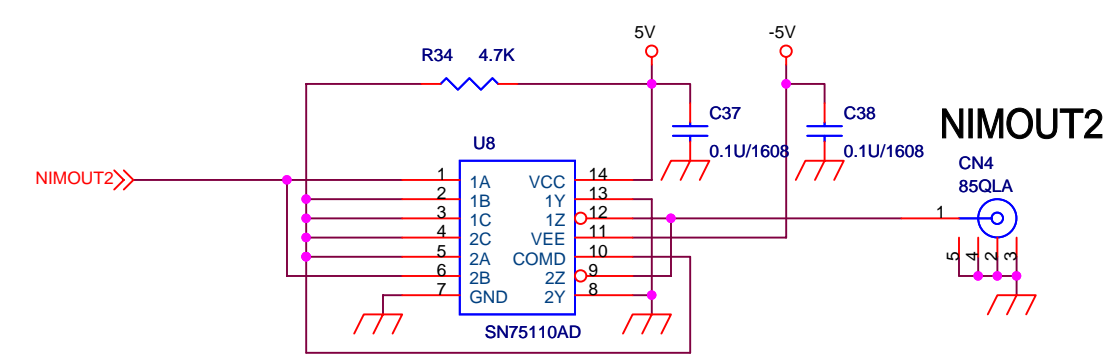 5V
-5V
R34 4.7K
C37
C38
0.1U/1608
0.1U/1608
NIMOUT2
CN4
85QLA
U8
NIMOUT2
1 1A VCC 14
2 1B 1Y 13
3 1C 1Z 12
4 2C VEE 11
5 2A COMD 10
6 2B 2Z 9
7 GND 2Y 8
SN75110AD
1
5 4 2 3